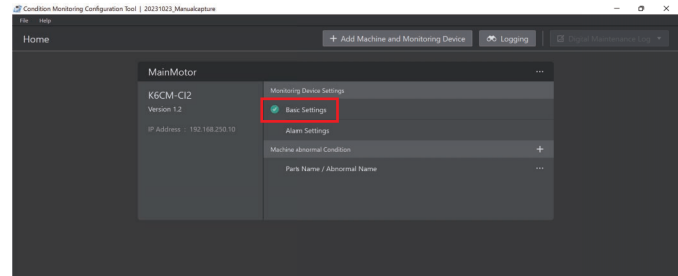 Condition Monitoring Configuration Tool | 20231023_Manualcapture
File Help
Home
+ Add Machine and Monitoring Device
Logging
Digital Maintenance Log
MainMotor
K6CM-CI2
Version 1.2
IP Address : 192.168.250.10
Monitoring Device Settings
Basic Settings
Alarm Settings
Machine abnormal Condition
Parts Name / Abnormal Name